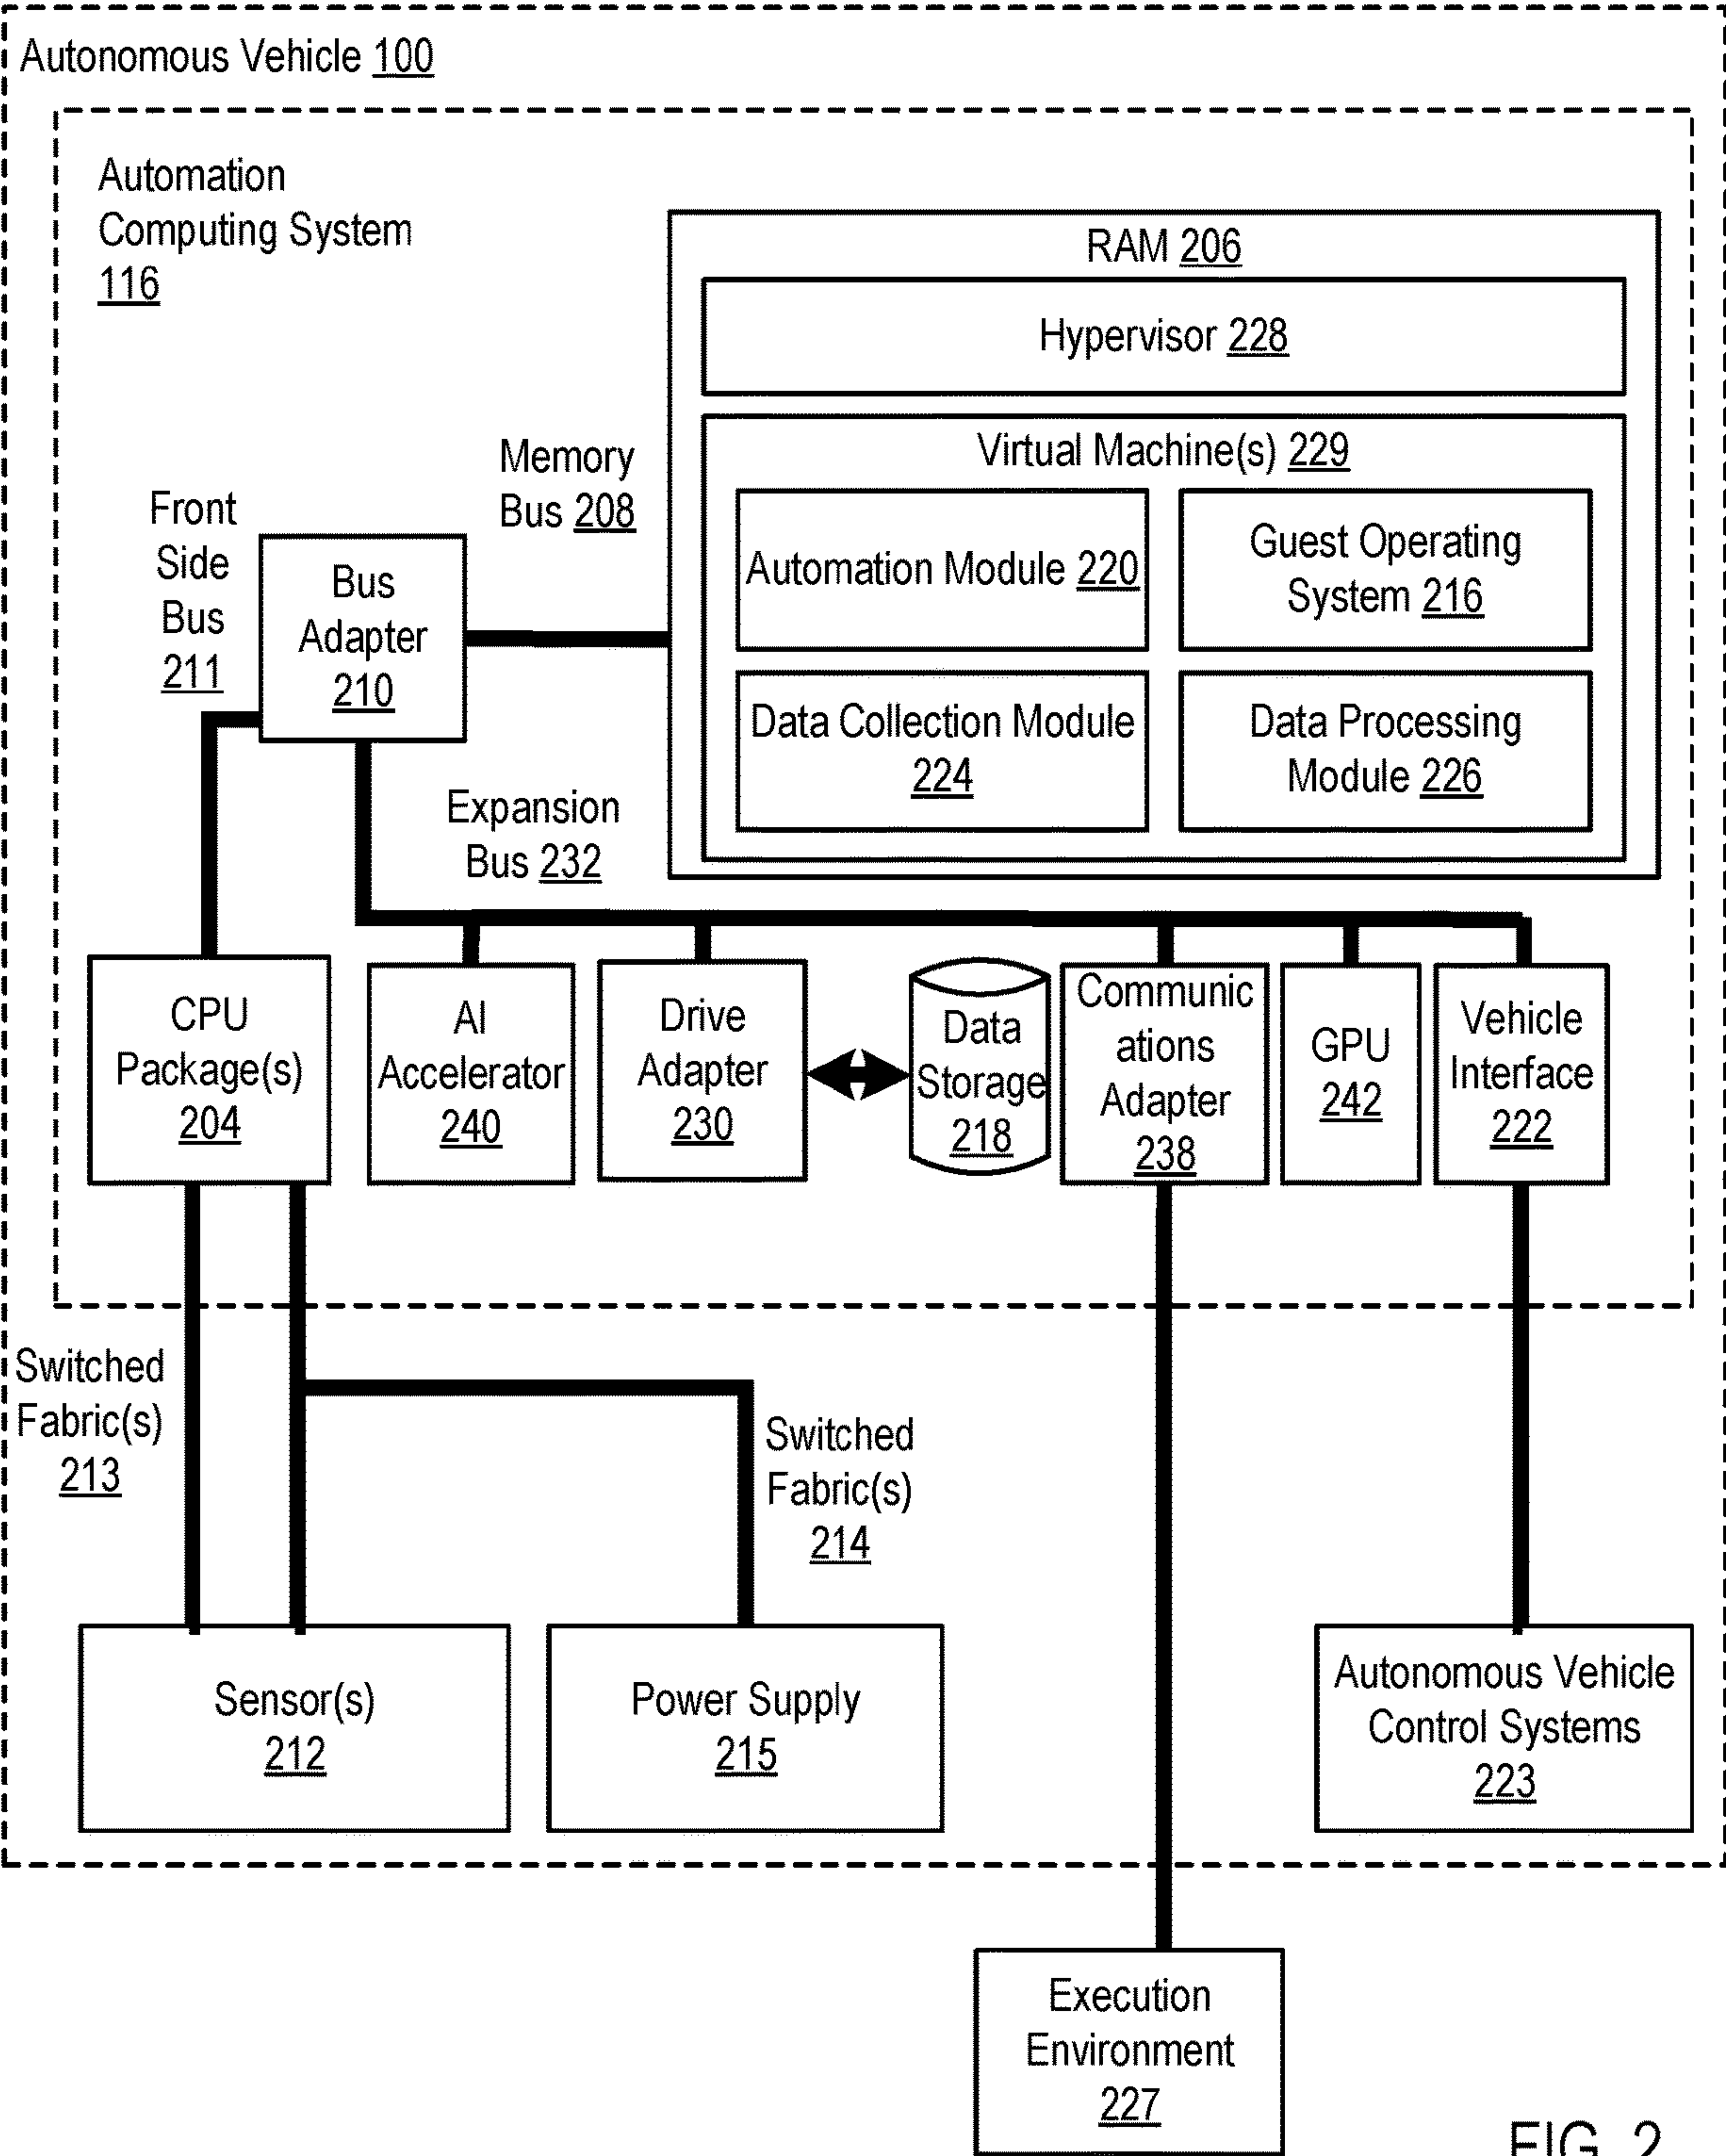 Autonomous Vehicle 100
Automation
Computing System
116
RAM 206
Hypervisor 228
Virtual Machine(s) 229
Automation Module 220
Guest Operating
System 216
Data Collection Module
224
Data Processing
Module 226
Memory
Bus 208
Front
Side
Bus
211
Bus
Adapter
210
Expansion
Bus 232
CPU
Package(s)
204
AI
Accelerator
240
Drive
Adapter
230
Data
Storage
218
Communic
ations
Adapter
238
GPU
242
Vehicle
Interface
222
Switched
Fabric(s)
213
Switched
Fabric(s)
214
Sensor(s)
212
Power Supply
215
Autonomous Vehicle
Control Systems
223
Execution
Environment
227
FIG. 2